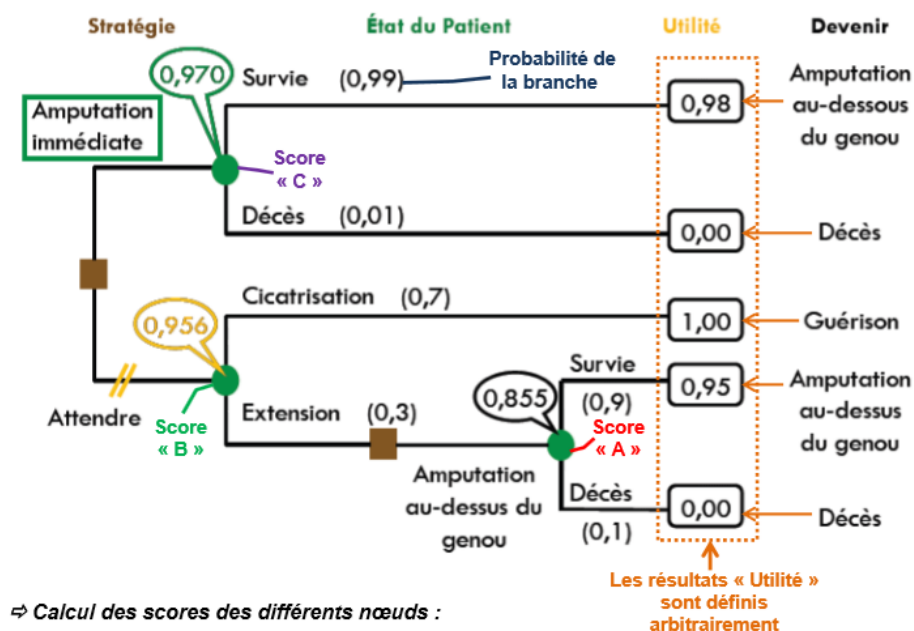 Stratégie
État du Patient
Utilité
Devenir
0,970
Survie (0,99)
Probabilité de
la branche
0,98
Amputation
au-dessous
du genou
Amputation
immédiate
Score
« C »
Décès (0,01)
0,00
Décès
Cicatrisation (0,7)
0,956
1,00
Guérison
Attendre
Score
« B »
Extension (0,3)
0,855
Survie
(0,9)
0,95
Amputation
au-dessus
du genou
Score
« A »
Amputation
au-dessus du
genou
Décès
(0,1)
0,00
Décès
Les résultats « Utilité »
sont définis
arbitrairement
⇨ Calcul des scores des différents nœuds :